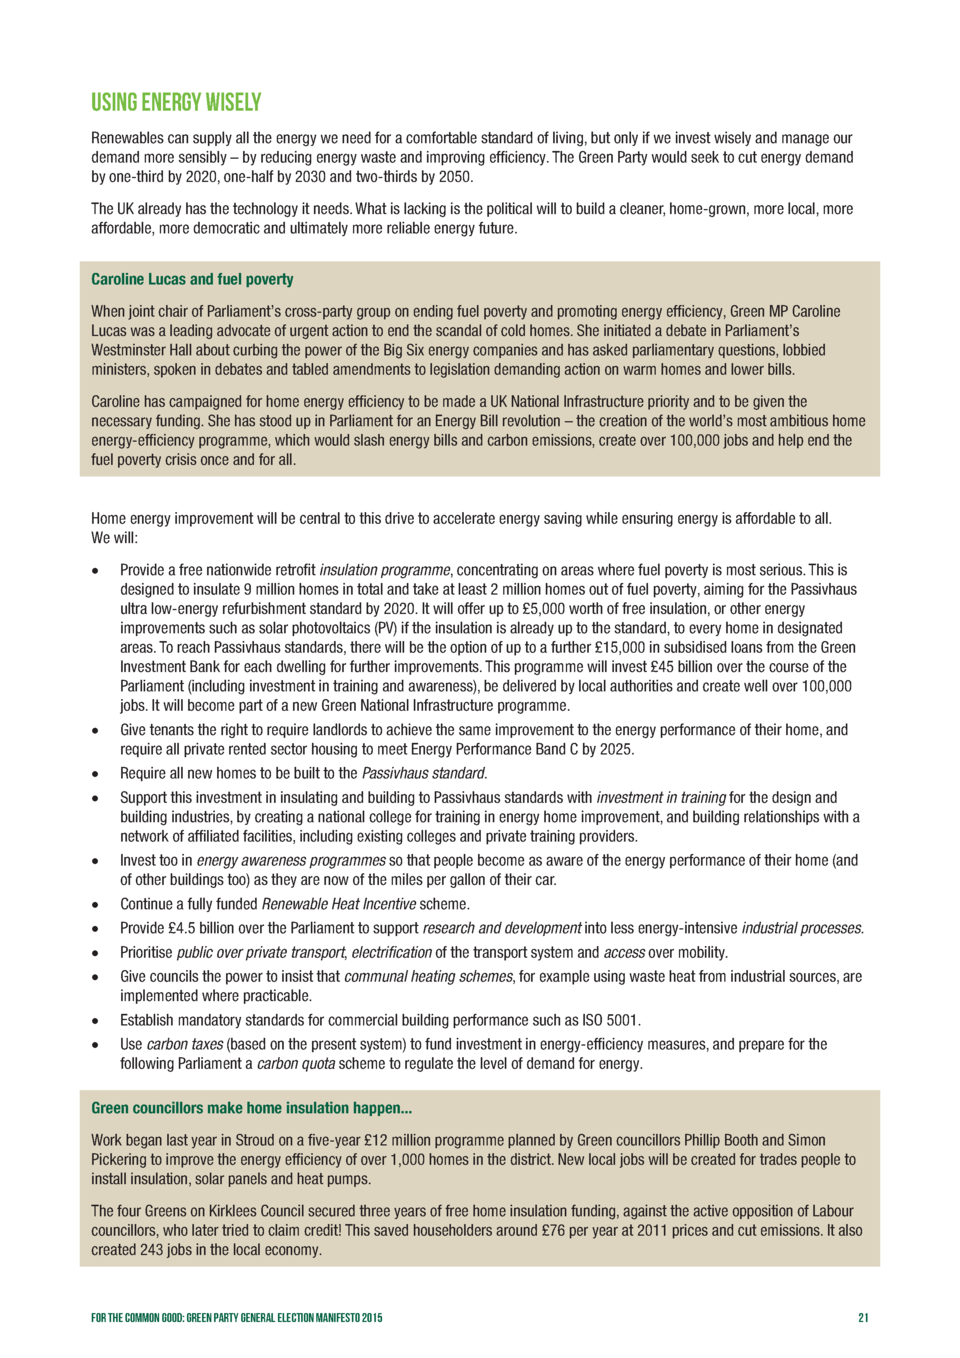 USING ENERGY WISELY
Renewables can supply all the energy we need for a comfortable standard of living, but only if we invest wisely and manage our
demand more sensibly – by reducing energy waste and improving efficiency. The Green Party would seek to cut energy demand
by one-third by 2020, one-half by 2030 and two-thirds by 2050.
The UK already has the technology it needs. What is lacking is the political will to build a cleaner, home-grown, more local, more
affordable, more democratic and ultimately more reliable energy future.
Caroline Lucas and fuel poverty
When joint chair of Parliament's cross-party group on ending fuel poverty and promoting energy efficiency, Green MP Caroline
Lucas was a leading advocate of urgent action to end the scandal of cold homes. She initiated a debate in Parliament's
Westminster Hall about curbing the power of the Big Six energy companies and has asked parliamentary questions, lobbied
ministers, spoken in debates and tabled amendments to legislation demanding action on warm homes and lower bills.
Caroline has campaigned for home energy efficiency to be made a UK National Infrastructure priority and to be given the
necessary funding. She has stood up in Parliament for an Energy Bill revolution – the creation of the world's most ambitious home
energy-efficiency programme, which would slash energy bills and carbon emissions, create over 100,000 jobs and help end the
fuel poverty crisis once and for all.
Home energy improvement will be central to this drive to accelerate energy saving while ensuring energy is affordable to all.
We will:
• Provide a free nationwide retrofit insulation programme, concentrating on areas where fuel poverty is most serious. This is
designed to insulate 9 million homes in total and take at least 2 million homes out of fuel poverty, aiming for the Passivhaus
ultra low-energy refurbishment standard by 2020. It will offer up to £5,000 worth of free insulation, or other energy
improvements such as solar photovoltaics (PV) if the insulation is already up to the standard, to every home in designated
areas. To reach Passivhaus standards, there will be the option of up to a further £15,000 in subsidised loans from the Green
Investment Bank for each dwelling for further improvements. This programme will invest £45 billion over the course of the
Parliament (including investment in training and awareness), be delivered by local authorities and create well over 100,000
jobs. It will become part of a new Green National Infrastructure programme.
• Give tenants the right to require landlords to achieve the same improvement to the energy performance of their home, and
require all private rented sector housing to meet Energy Performance Band C by 2025.
• Require all new homes to be built to the Passivhaus standard.
• Support this investment in insulating and building to Passivhaus standards with investment in training for the design and
building industries, by creating a national college for training in energy home improvement, and building relationships with a
network of affiliated facilities, including existing colleges and private training providers.
• Invest too in energy awareness programmes so that people become as aware of the energy performance of their home (and
of other buildings too) as they are now of the miles per gallon of their car.
• Continue a fully funded Renewable Heat Incentive scheme.
• Provide £4.5 billion over the Parliament to support research and development into less energy-intensive industrial processes.
• Prioritise public over private transport, electrification of the transport system and access over mobility.
• Give councils the power to insist that communal heating schemes, for example using waste heat from industrial sources, are
implemented where practicable.
• Establish mandatory standards for commercial building performance such as ISO 5001.
• Use carbon taxes (based on the present system) to fund investment in energy-efficiency measures, and prepare for the
following Parliament a carbon quota scheme to regulate the level of demand for energy.
Green councillors make home insulation happen...
Work began last year in Stroud on a five-year £12 million programme planned by Green councillors Phillip Booth and Simon
Pickering to improve the energy efficiency of over 1,000 homes in the district. New local jobs will be created for trades people to
install insulation, solar panels and heat pumps.
The four Greens on Kirklees Council secured three years of free home insulation funding, against the active opposition of Labour
councillors, who later tried to claim credit! This saved householders around £76 per year at 2011 prices and cut emissions. It also
created 243 jobs in the local economy.
FOR THE COMMON GOOD: GREEN PARTY GENERAL ELECTION MANIFESTO 2015 21